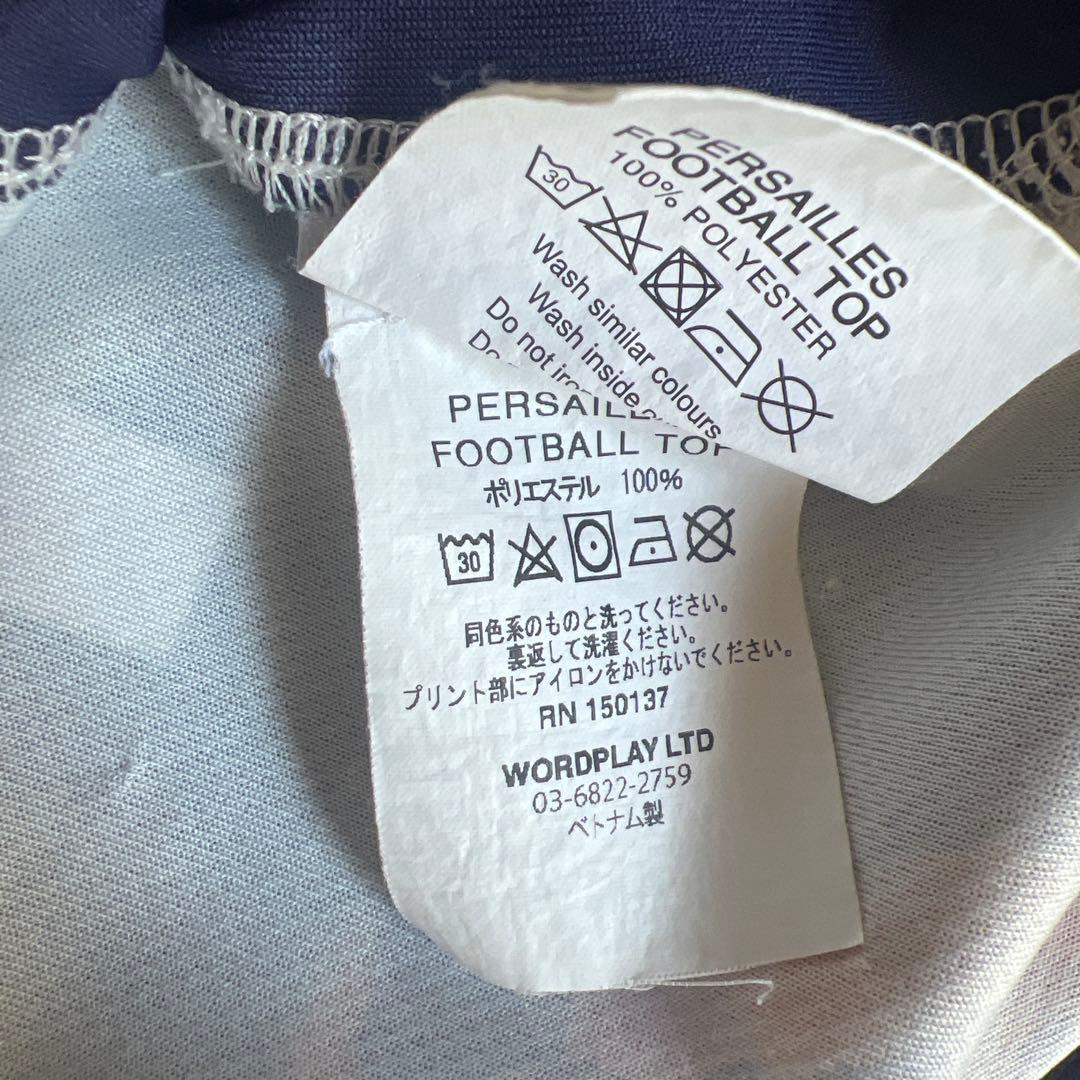 PERSAILLES
FOOTBALL TOP
100% POLYESTER
30
Wash similar colours
Wash inside
Do not
FOOTBALL TOP
ポリエステル 100%
30
同色系のものと洗ってください。
裏返して洗濯ください。
プリント部にアイロンをかけないでください。
RN 150137
WORDPLAY LTD
03-6822-2759
ベトナム製